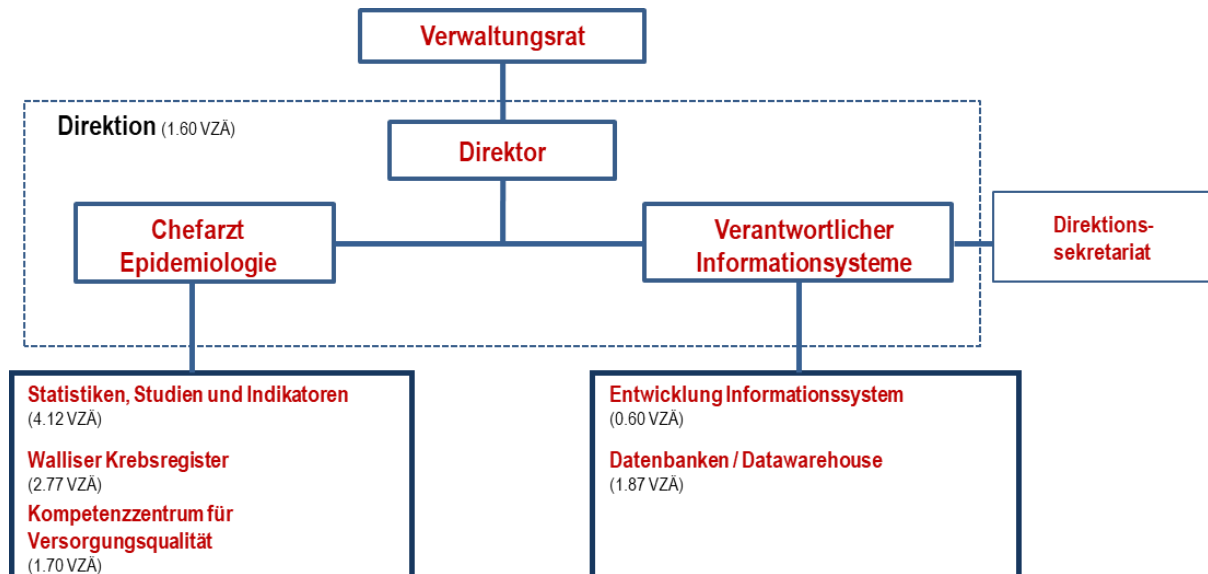 Verwaltungsrat
Direktion (1.60 VZÄ)
Direktor
Chefarzt
Epidemiologie
Verantwortlicher
Informationsysteme
Direktions-
sekretariat
Statistiken, Studien und Indikatoren
(4.12 VZÄ)
Walliser Krebsregister
(2.77 VZÄ)
Kompetenzzentrum für
Versorgungsqualität
(1.70 VZÄ)
Entwicklung Informationssystem
(0.60 VZÄ)
Datenbanken / Datawarehouse
(1.87 VZÄ)